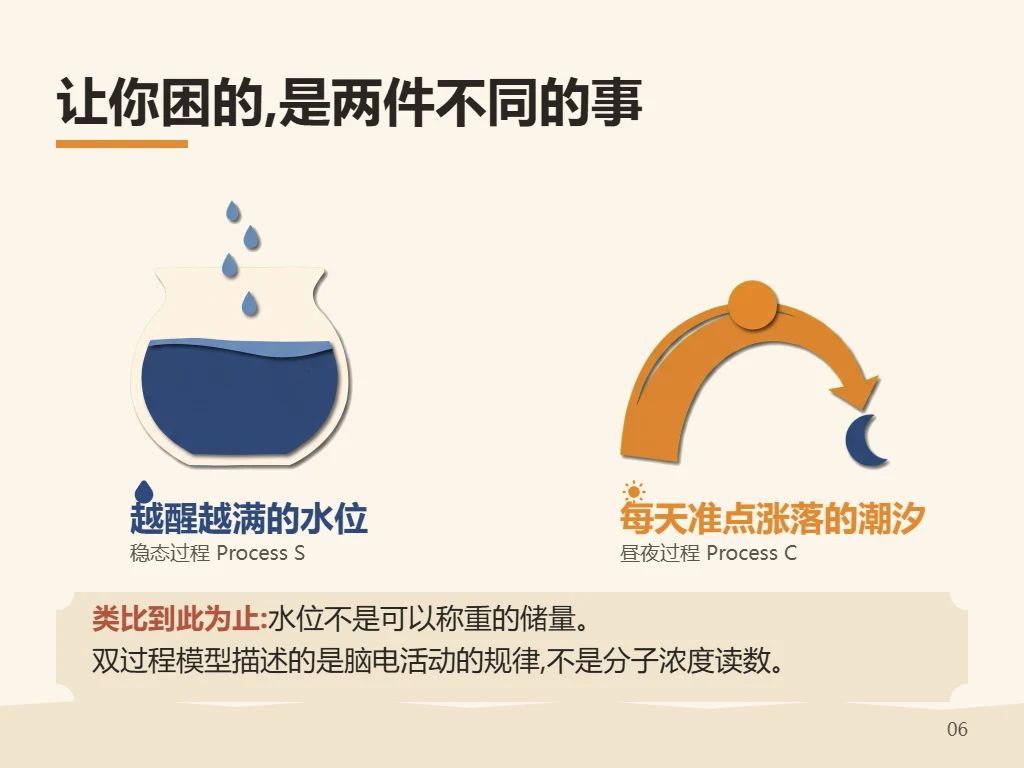 让你困的,是两件不同的事
越醒越满的水位
稳态过程 Process S
每天准点涨落的潮汐
昼夜过程 Process C
类比到此为止:水位不是可以称重的储量。
双过程模型描述的是脑电活动的规律,不是分子浓度读数。
06